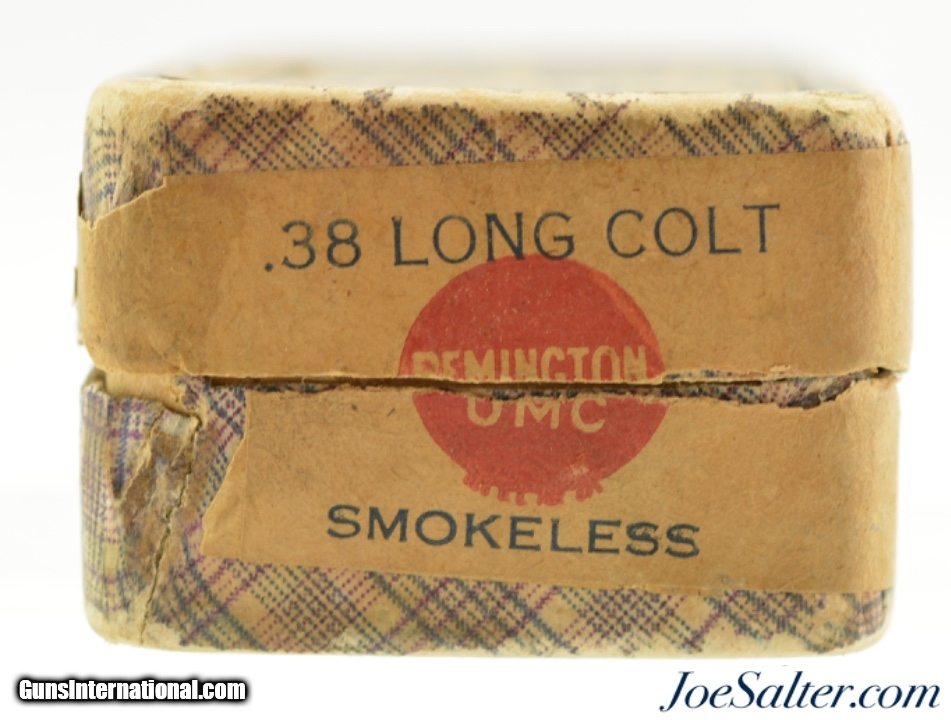 .38 LONG COLT
REMINGTON
UMC
SMOKELESS
GunsInternational.com
JoeSalter.com